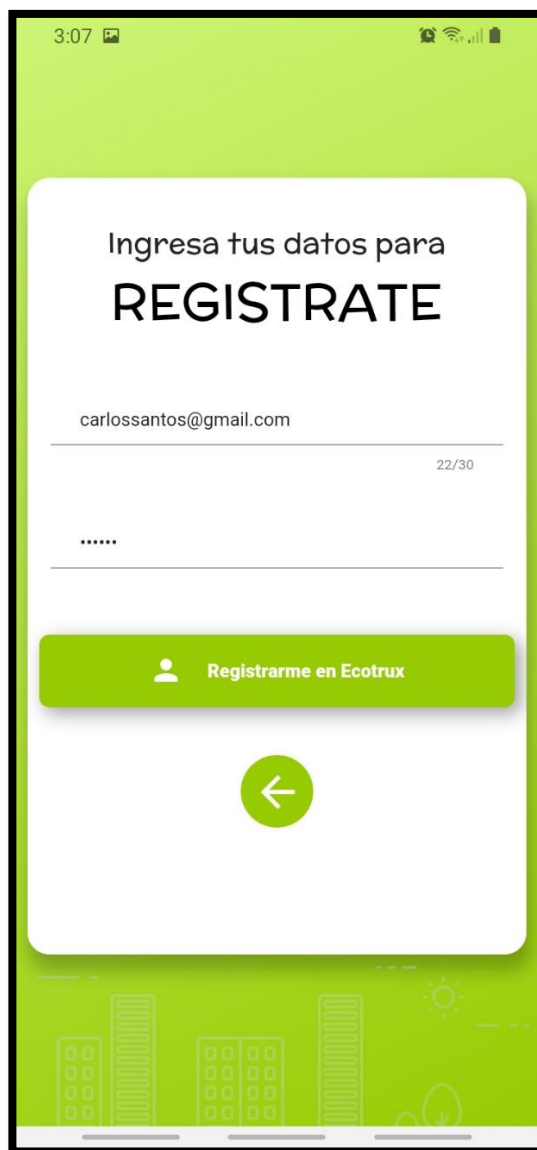 3:07
Ingresa tus datos para
REGISTRATE
carlossantos@gmail.com
22/30
••••••
Registrarme en Ecotrux